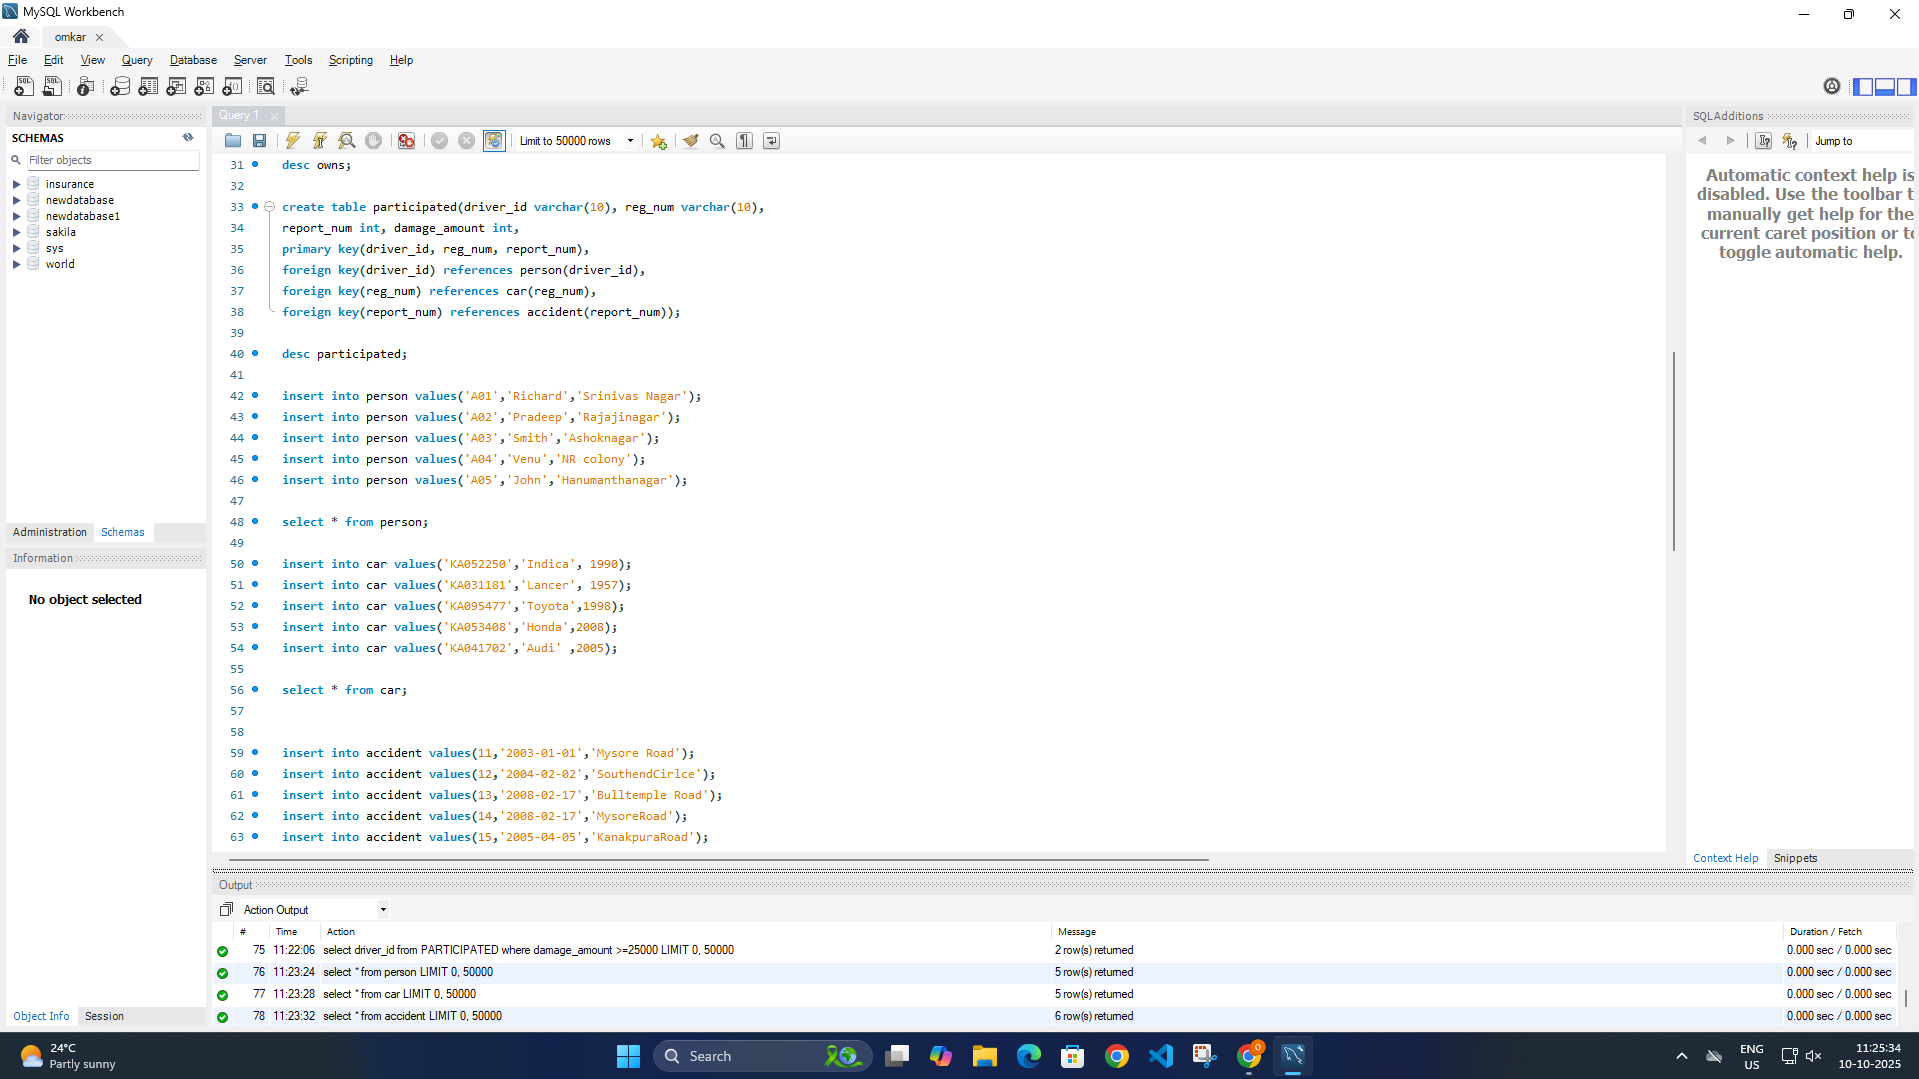 MySQL Workbench
omkar
File Edit View Query Database Server Tools Scripting Help
Navigator
SCHEMAS
Filter objects
insurance
newdatabase
newdatabase1
sakila
sys
world
Administration Schemas
Information
No object selected
Object Info Session
Query 1
Limit to 50000 rows
31 desc owns;
32
33 create table participated(driver_id varchar(10), reg_num varchar(10),
34 report_num int, damage_amount int,
35 primary key(driver_id, reg_num, report_num),
36 foreign key(driver_id) references person(driver_id),
37 foreign key(reg_num) references car(reg_num),
38 foreign key(report_num) references accident(report_num));
39
40 desc participated;
41
42 insert into person values('A01','Richard','Srinivas Nagar');
43 insert into person values('A02','Pradeep','Rajajinagar');
44 insert into person values('A03','Smith','Ashoknagar');
45 insert into person values('A04','Venu','NR colony');
46 insert into person values('A05','John','Hanumanthanagar');
47
48 select * from person;
49
50 insert into car values('KA052250','Indica', 1990);
51 insert into car values('KA031181','Lancer', 1957);
52 insert into car values('KA095477','Toyota',1998);
53 insert into car values('KA053408','Honda',2008);
54 insert into car values('KA041702','Audi' ,2005);
55
56 select * from car;
57
58
59 insert into accident values(11,'2003-01-01','Mysore Road');
60 insert into accident values(12,'2004-02-02','SouthendCirlce');
61 insert into accident values(13,'2008-02-17','Bulltemple Road');
62 insert into accident values(14,'2008-02-17','MysoreRoad');
63 insert into accident values(15,'2005-04-05','KanakpuraRoad');
SQLAdditions
Jump to
Automatic context help is
disabled. Use the toolbar t
manually get help for the
current caret position or to
toggle automatic help.
Context Help Snippets
Output
Action Output
# Time Action Message Duration / Fetch
75 11:22:06 select driver_id from PARTICIPATED where damage_amount >=25000 LIMIT 0, 50000 2 row(s) returned 0.000 sec / 0.000 sec
76 11:23:24 select * from person LIMIT 0, 50000 5 row(s) returned 0.000 sec / 0.000 sec
77 11:23:28 select * from car LIMIT 0, 50000 5 row(s) returned 0.000 sec / 0.000 sec
78 11:23:32 select * from accident LIMIT 0, 50000 6 row(s) returned 0.000 sec / 0.000 sec
24°C
Partly sunny
Search
ENG
US
11:25:34
10-10-2025